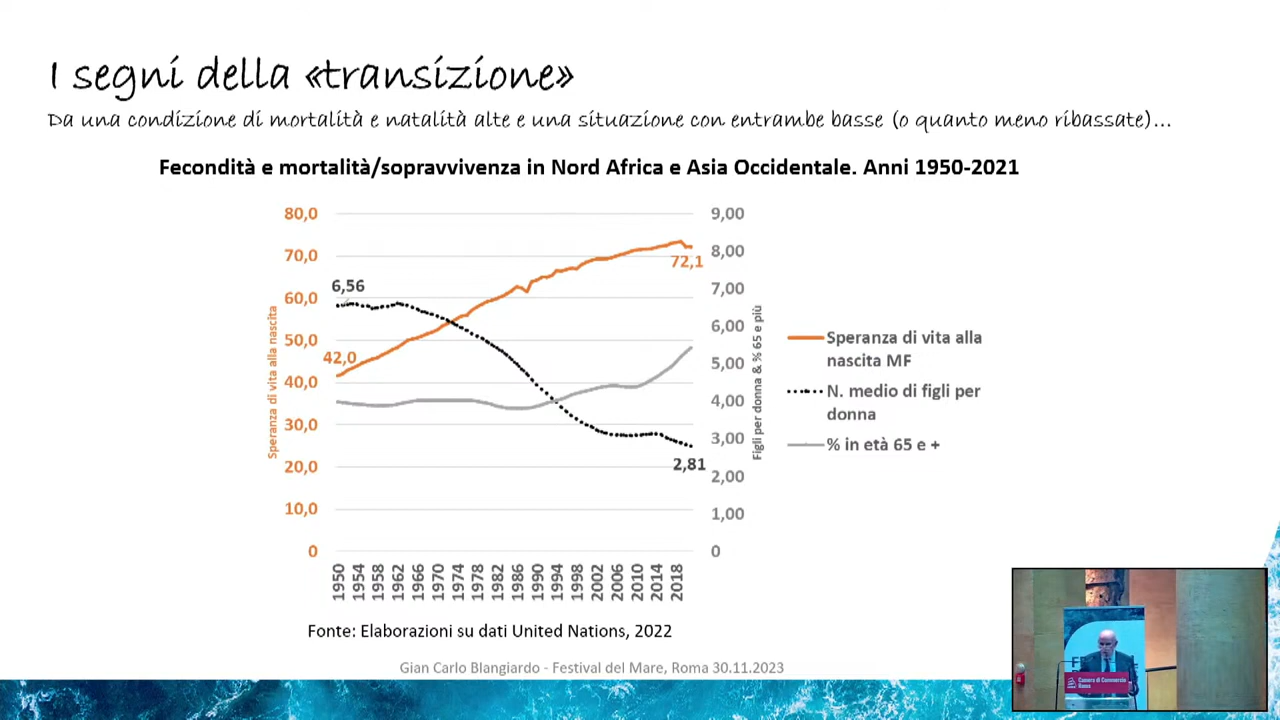 I segni della «transizione»
Da una condizione di mortalità e natalità alte e una situazione con entrambe basse (o quanto meno ribassate)...
Fecondità e mortalità/sopravvivenza in Nord Africa e Asia Occidentale. Anni 1950-2021
Speranza di vita alla nascita
80,0
70,0
60,0
50,0
40,0
30,0
20,0
10,0
0
6,56
42,0
72,1
2,81
9,00
8,00
7,00
6,00
5,00
4,00
3,00
2,00
1,00
0
Figli per donna & % 65 e più
Speranza di vita alla
nascita MF
N. medio di figli per
donna
% in età 65 e +
1950
1954
1958
1962
1966
1970
1974
1978
1982
1986
1990
1994
1998
2002
2006
2010
2014
2018
Fonte: Elaborazioni su dati United Nations, 2022
Gian Carlo Blangiardo - Festival del Mare, Roma 30.11.2023
Camera di Commercio
Roma